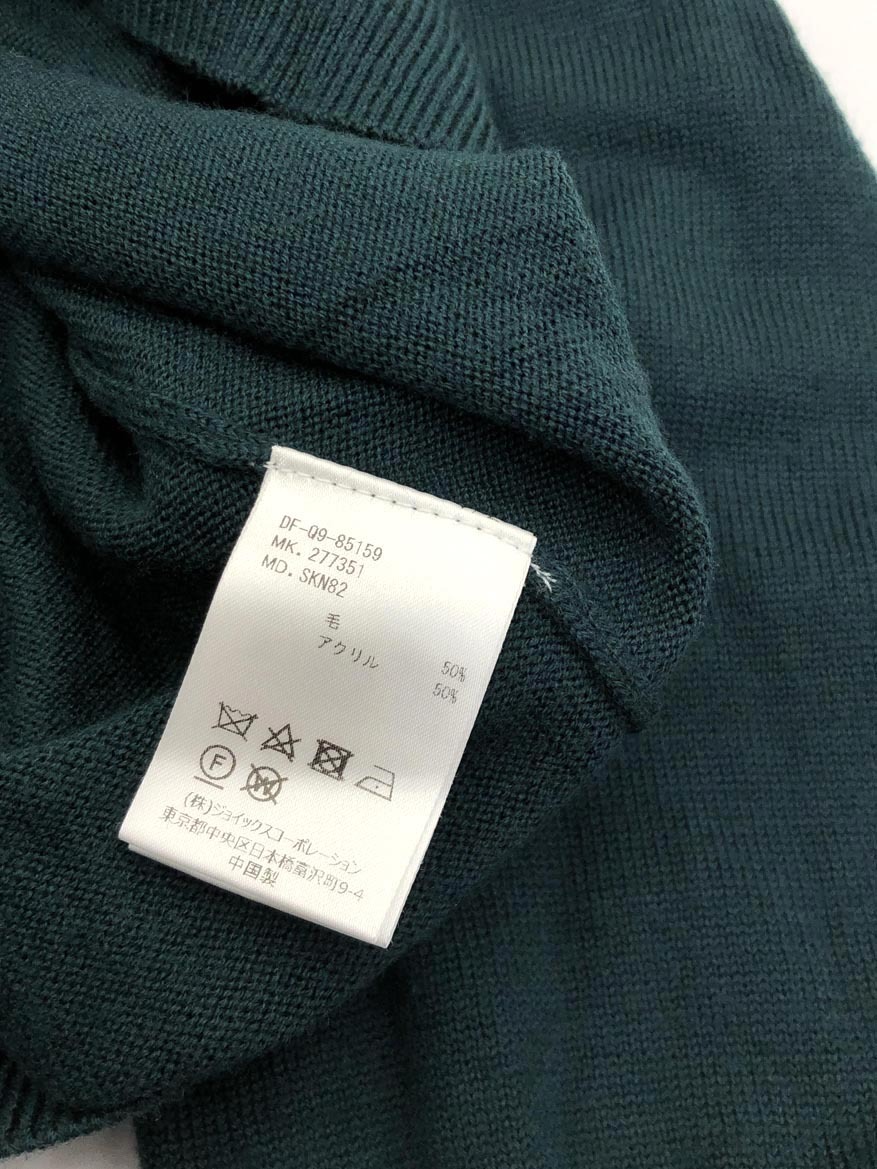 DF-Q9-85159
MK. 277351
MD. SKN82
毛 50%
アクリル 50%
F
W
(株)ジョイックスコーポレーション
東京都中央区日本橋富沢町9-4
中国製